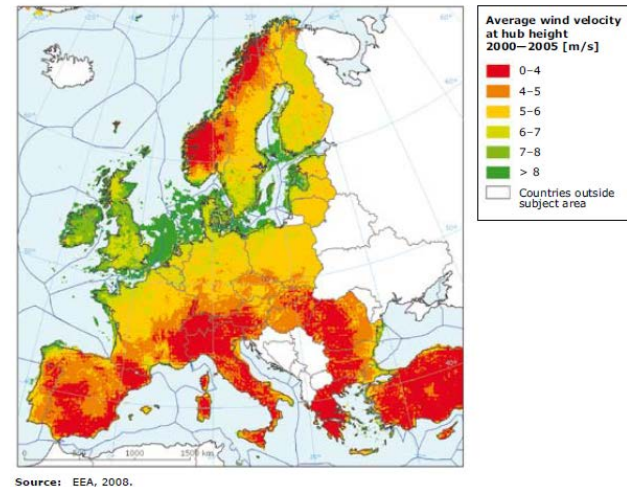 Average wind velocity
at hub height
2000—2005 [m/s]
0–4
4–5
5–6
6–7
7–8
> 8
Countries outside
subject area
0
1000
1500 km
Source: EEA, 2008.